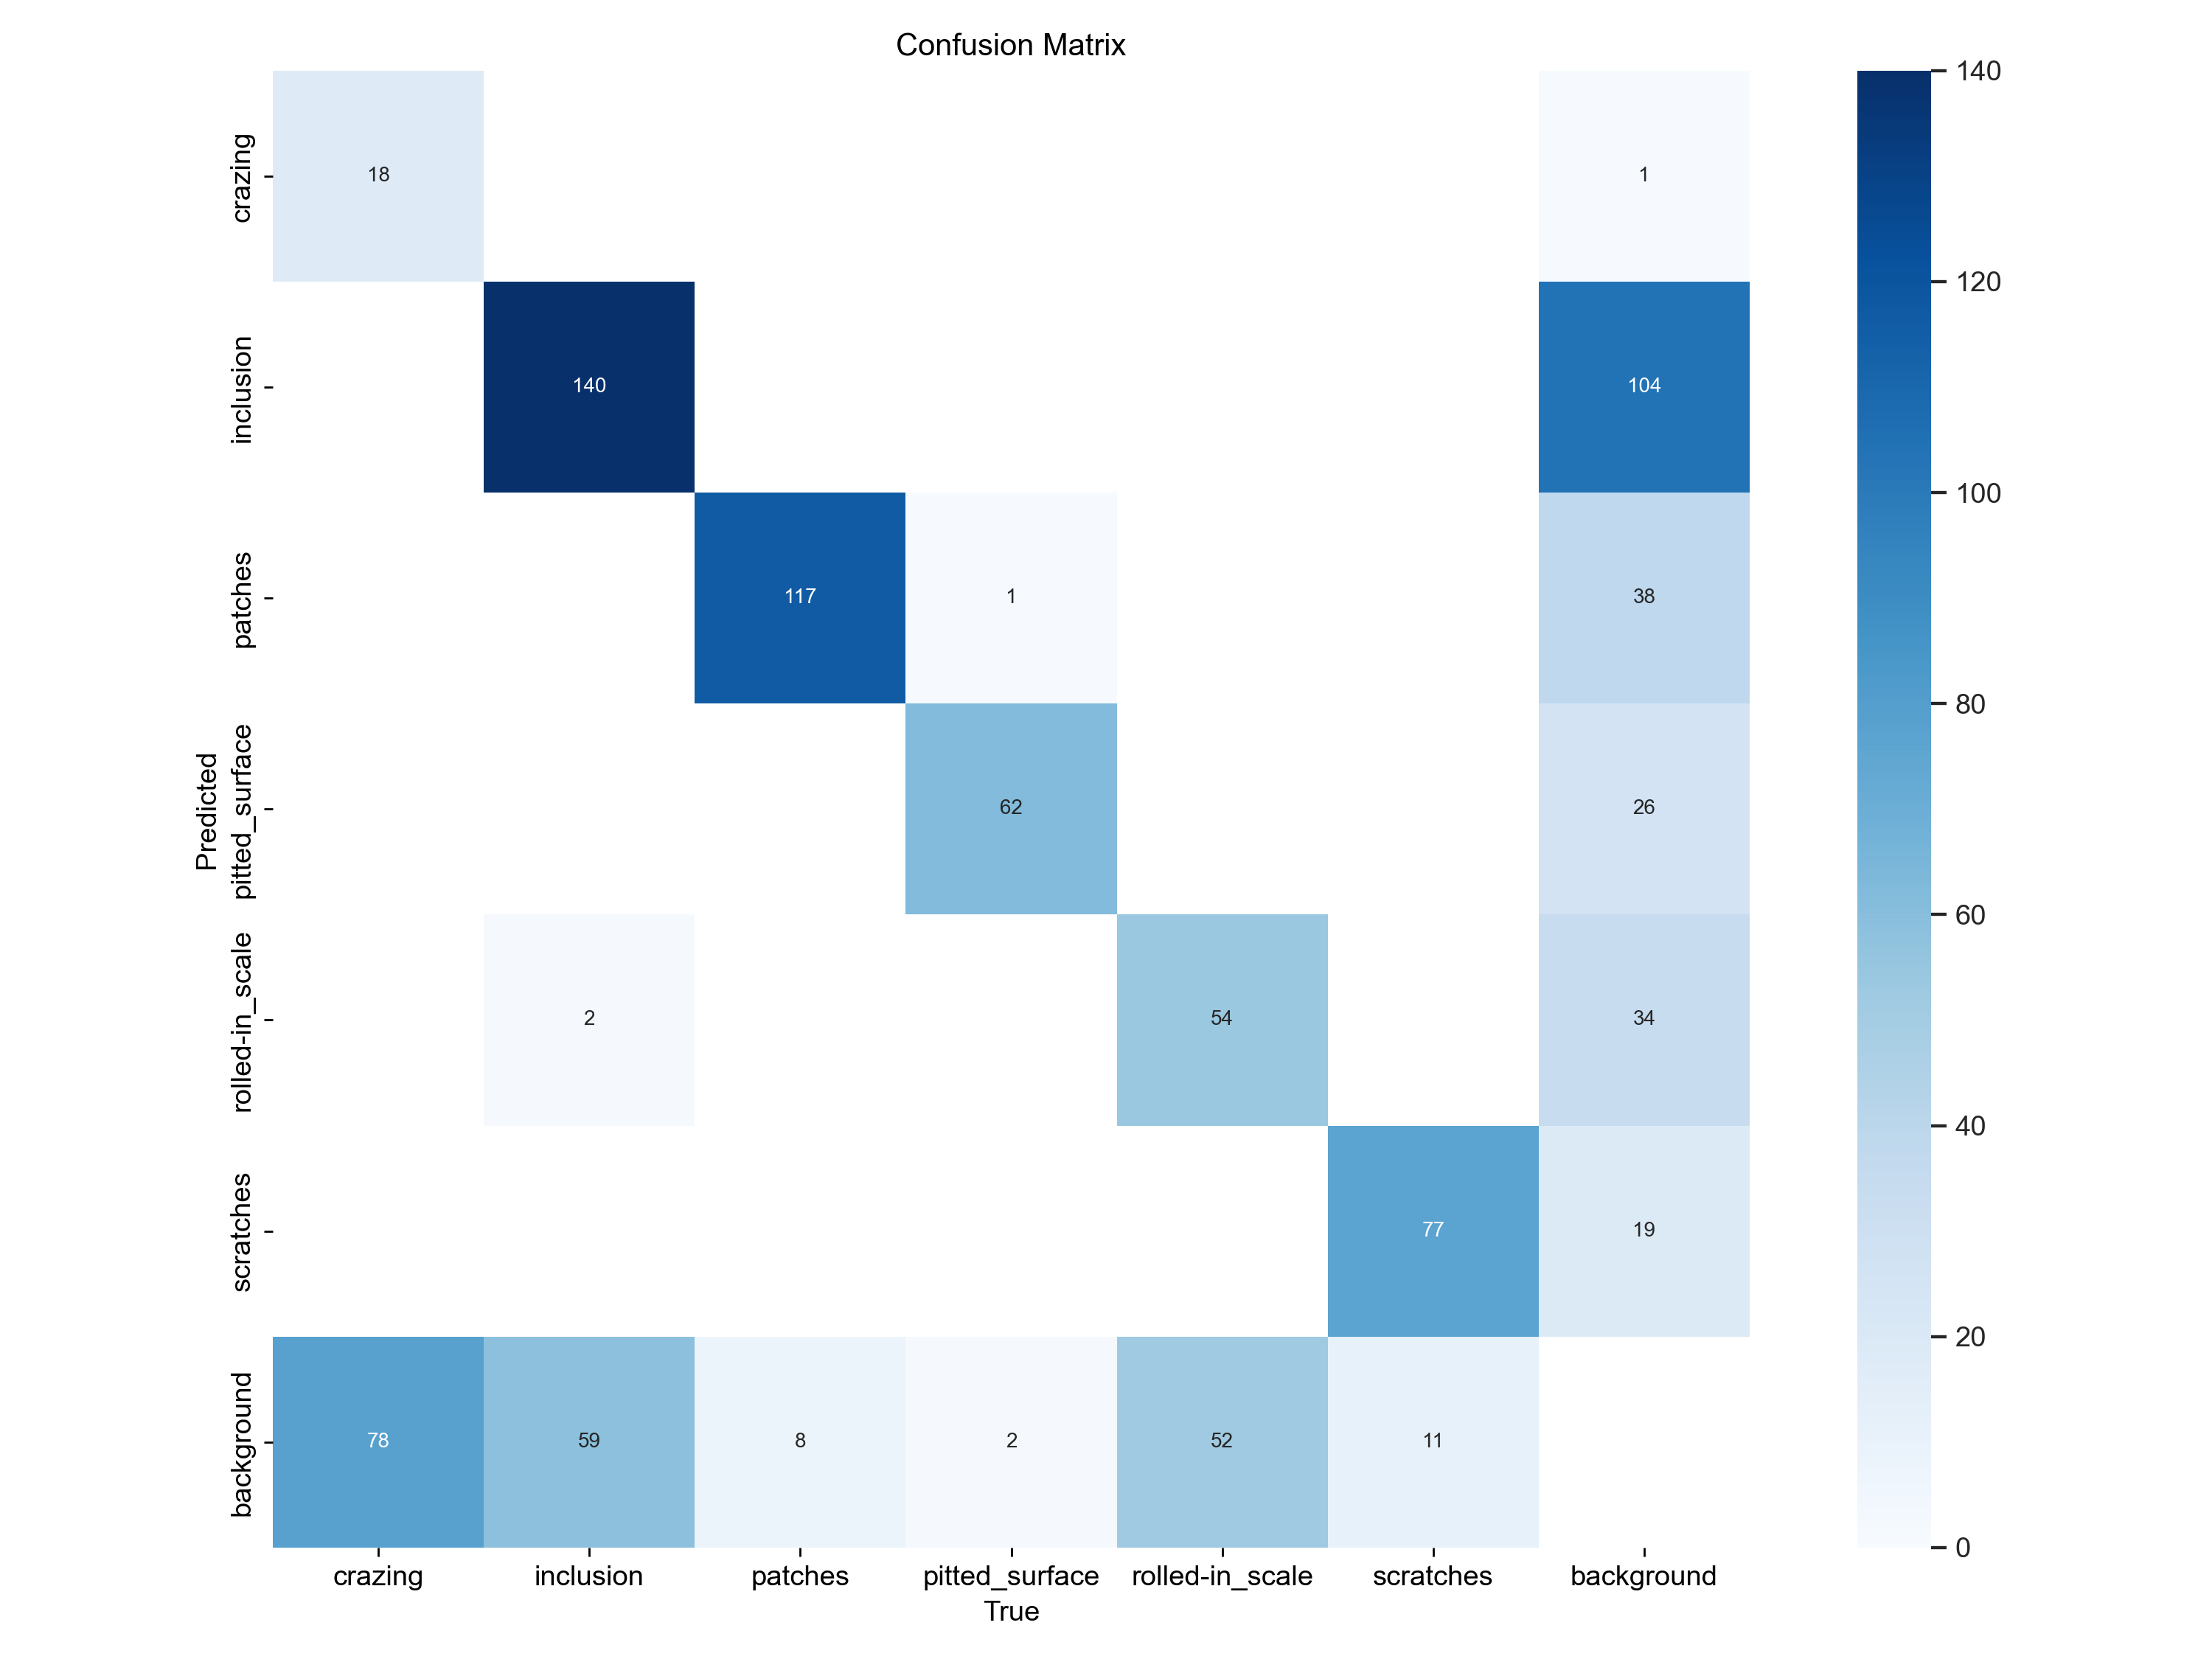 Confusion Matrix
crazing
18
1
inclusion
140
104
patches
117
1
38
pitted_surface
62
26
rolled-in_scale
2
54
34
scratches
77
19
background
78
59
8
2
52
11
Predicted
crazing
inclusion
patches
pitted_surface
rolled-in_scale
scratches
background
True
140
120
100
80
60
40
20
0